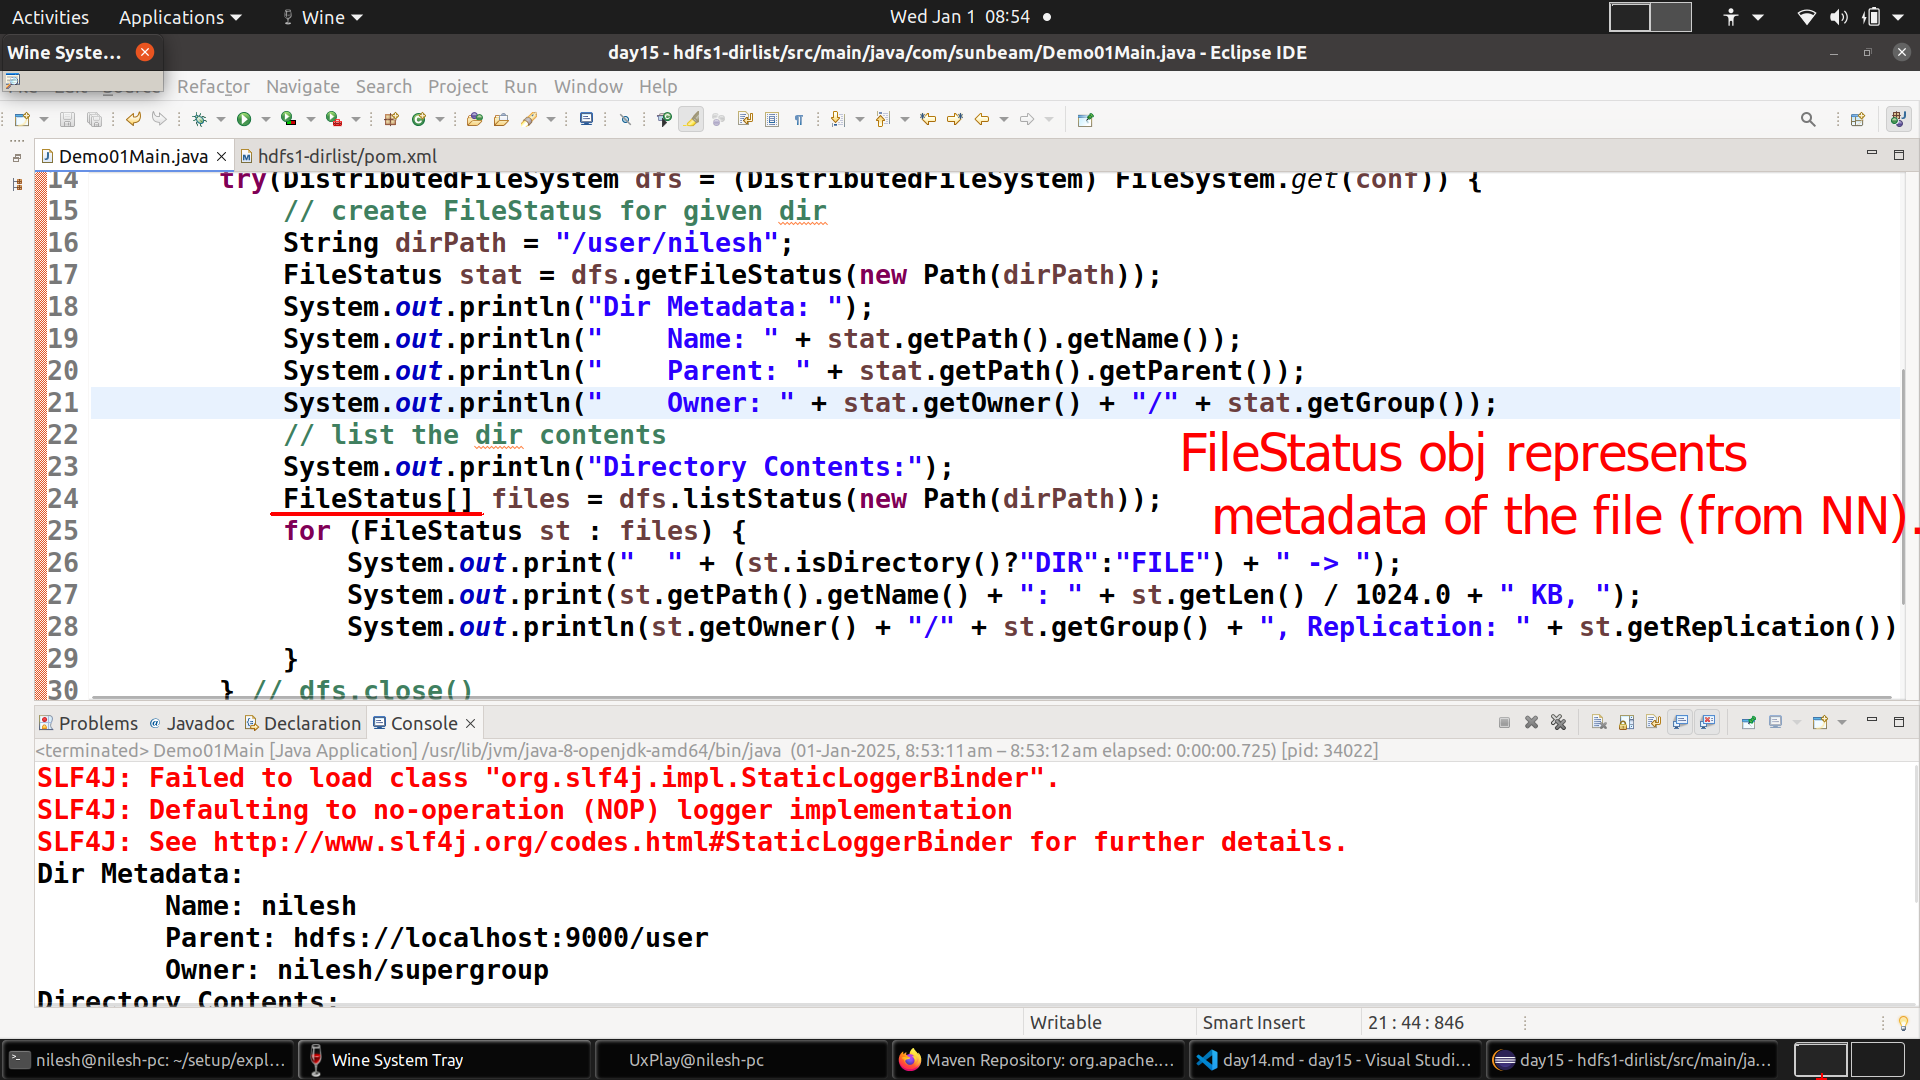 Activities Applications Wine Wed Jan 1 08:54
Wine Syste... day15 - hdfs1-dirlist/src/main/java/com/sunbeam/Demo01Main.java - Eclipse IDE
Refactor Navigate Search Project Run Window Help
Demo01Main.java hdfs1-dirlist/pom.xml
14 try(DistributedFileSystem dfs = (DistributedFileSystem) FileSystem.get(conf)) {
15 // create FileStatus for given dir
16 String dirPath = "/user/nilesh";
17 FileStatus stat = dfs.getFileStatus(new Path(dirPath));
18 System.out.println("Dir Metadata: ");
19 System.out.println("    Name: " + stat.getPath().getName());
20 System.out.println("    Parent: " + stat.getPath().getParent());
21 System.out.println("    Owner: " + stat.getOwner() + "/" + stat.getGroup());
22 // list the dir contents
FileStatus obj represents
23 System.out.println("Directory Contents:");
24 FileStatus[] files = dfs.listStatus(new Path(dirPath));
metadata of the file (from NN).
25 for (FileStatus st : files) {
26 System.out.print("  " + (st.isDirectory()?"DIR":"FILE") + " -> ");
27 System.out.print(st.getPath().getName() + ": " + st.getLen() / 1024.0 + " KB, ");
28 System.out.println(st.getOwner() + "/" + st.getGroup() + ", Replication: " + st.getReplication())
29 }
30 } // dfs.close()
Problems Javadoc Declaration Console
<terminated> Demo01Main [Java Application] /usr/lib/jvm/java-8-openjdk-amd64/bin/java (01-Jan-2025, 8:53:11 am – 8:53:12 am elapsed: 0:00:00.725) [pid: 34022]
SLF4J: Failed to load class "org.slf4j.impl.StaticLoggerBinder".
SLF4J: Defaulting to no-operation (NOP) logger implementation
SLF4J: See http://www.slf4j.org/codes.html#StaticLoggerBinder for further details.
Dir Metadata:
Name: nilesh
Parent: hdfs://localhost:9000/user
Owner: nilesh/supergroup
Directory Contents:
Writable Smart Insert 21 : 44 : 846
nilesh@nilesh-pc: ~/setup/expl... Wine System Tray UxPlay@nilesh-pc Maven Repository: org.apache.... day14.md - day15 - Visual Studi... day15 - hdfs1-dirlist/src/main/ja...